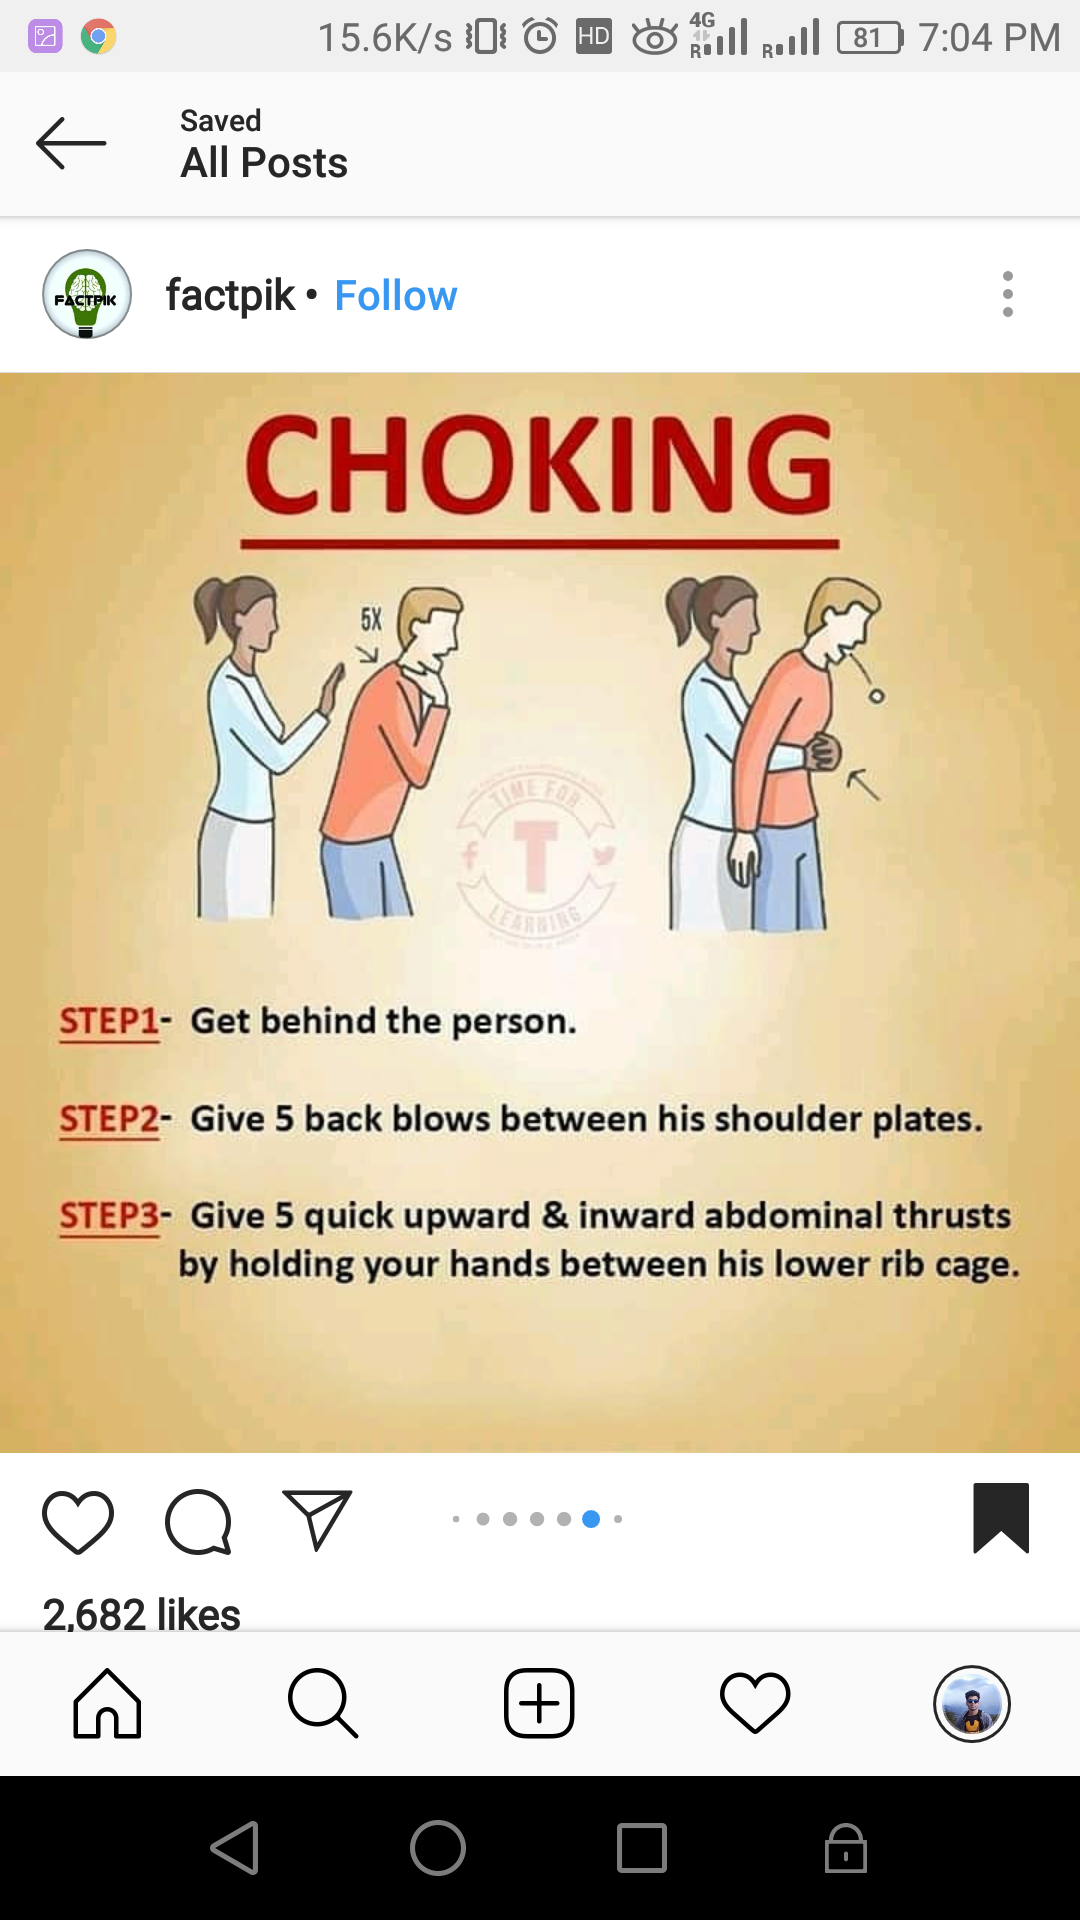 15.6K/s HD 4G R R 81 7:04 PM
Saved
All Posts
FACTPIK
factpik • Follow
CHOKING
5X
TIME FOR
T
LEARNING
STEP1- Get behind the person.
STEP2- Give 5 back blows between his shoulder plates.
STEP3- Give 5 quick upward & inward abdominal thrusts
by holding your hands between his lower rib cage.
2,682 likes